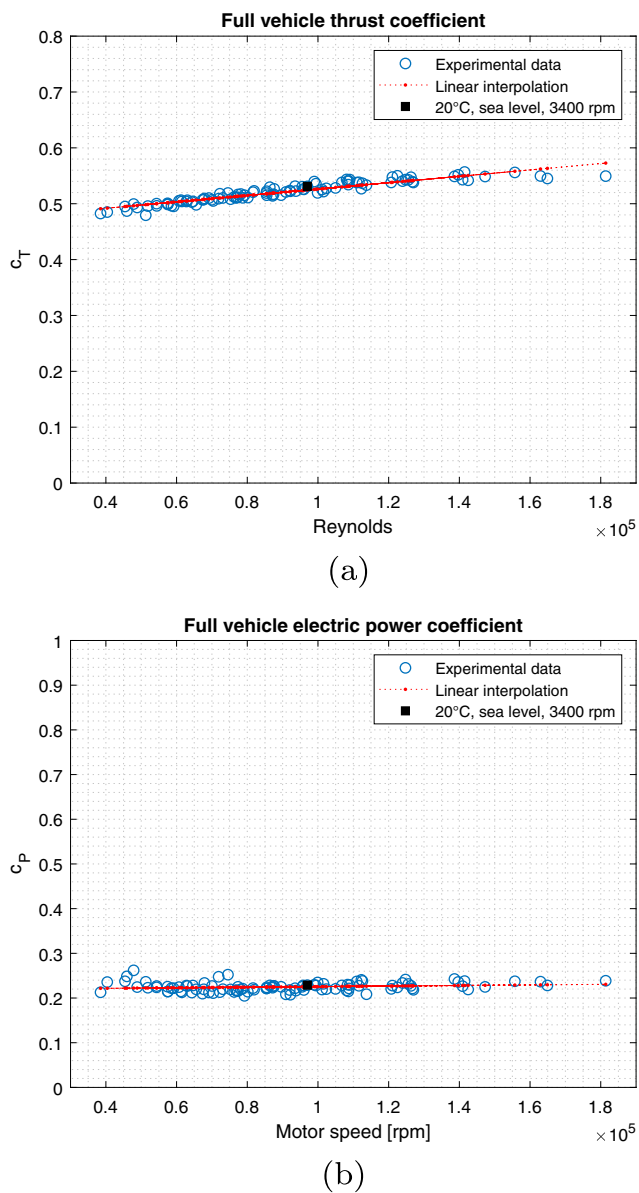 Full vehicle thrust coefficient
0.8
0.7
0.6
0.5
0.4
0.3
0.2
0.1
0
c_T
Experimental data
Linear interpolation
20°C, sea level, 3400 rpm
0.4 0.6 0.8 1 1.2 1.4 1.6 1.8
Reynolds
×10^5
(a)
Full vehicle electric power coefficient
1
0.9
0.8
0.7
0.6
0.5
0.4
0.3
0.2
0.1
0
c_P
Experimental data
Linear interpolation
20°C, sea level, 3400 rpm
0.4 0.6 0.8 1 1.2 1.4 1.6 1.8
Motor speed [rpm]
×10^5
(b)